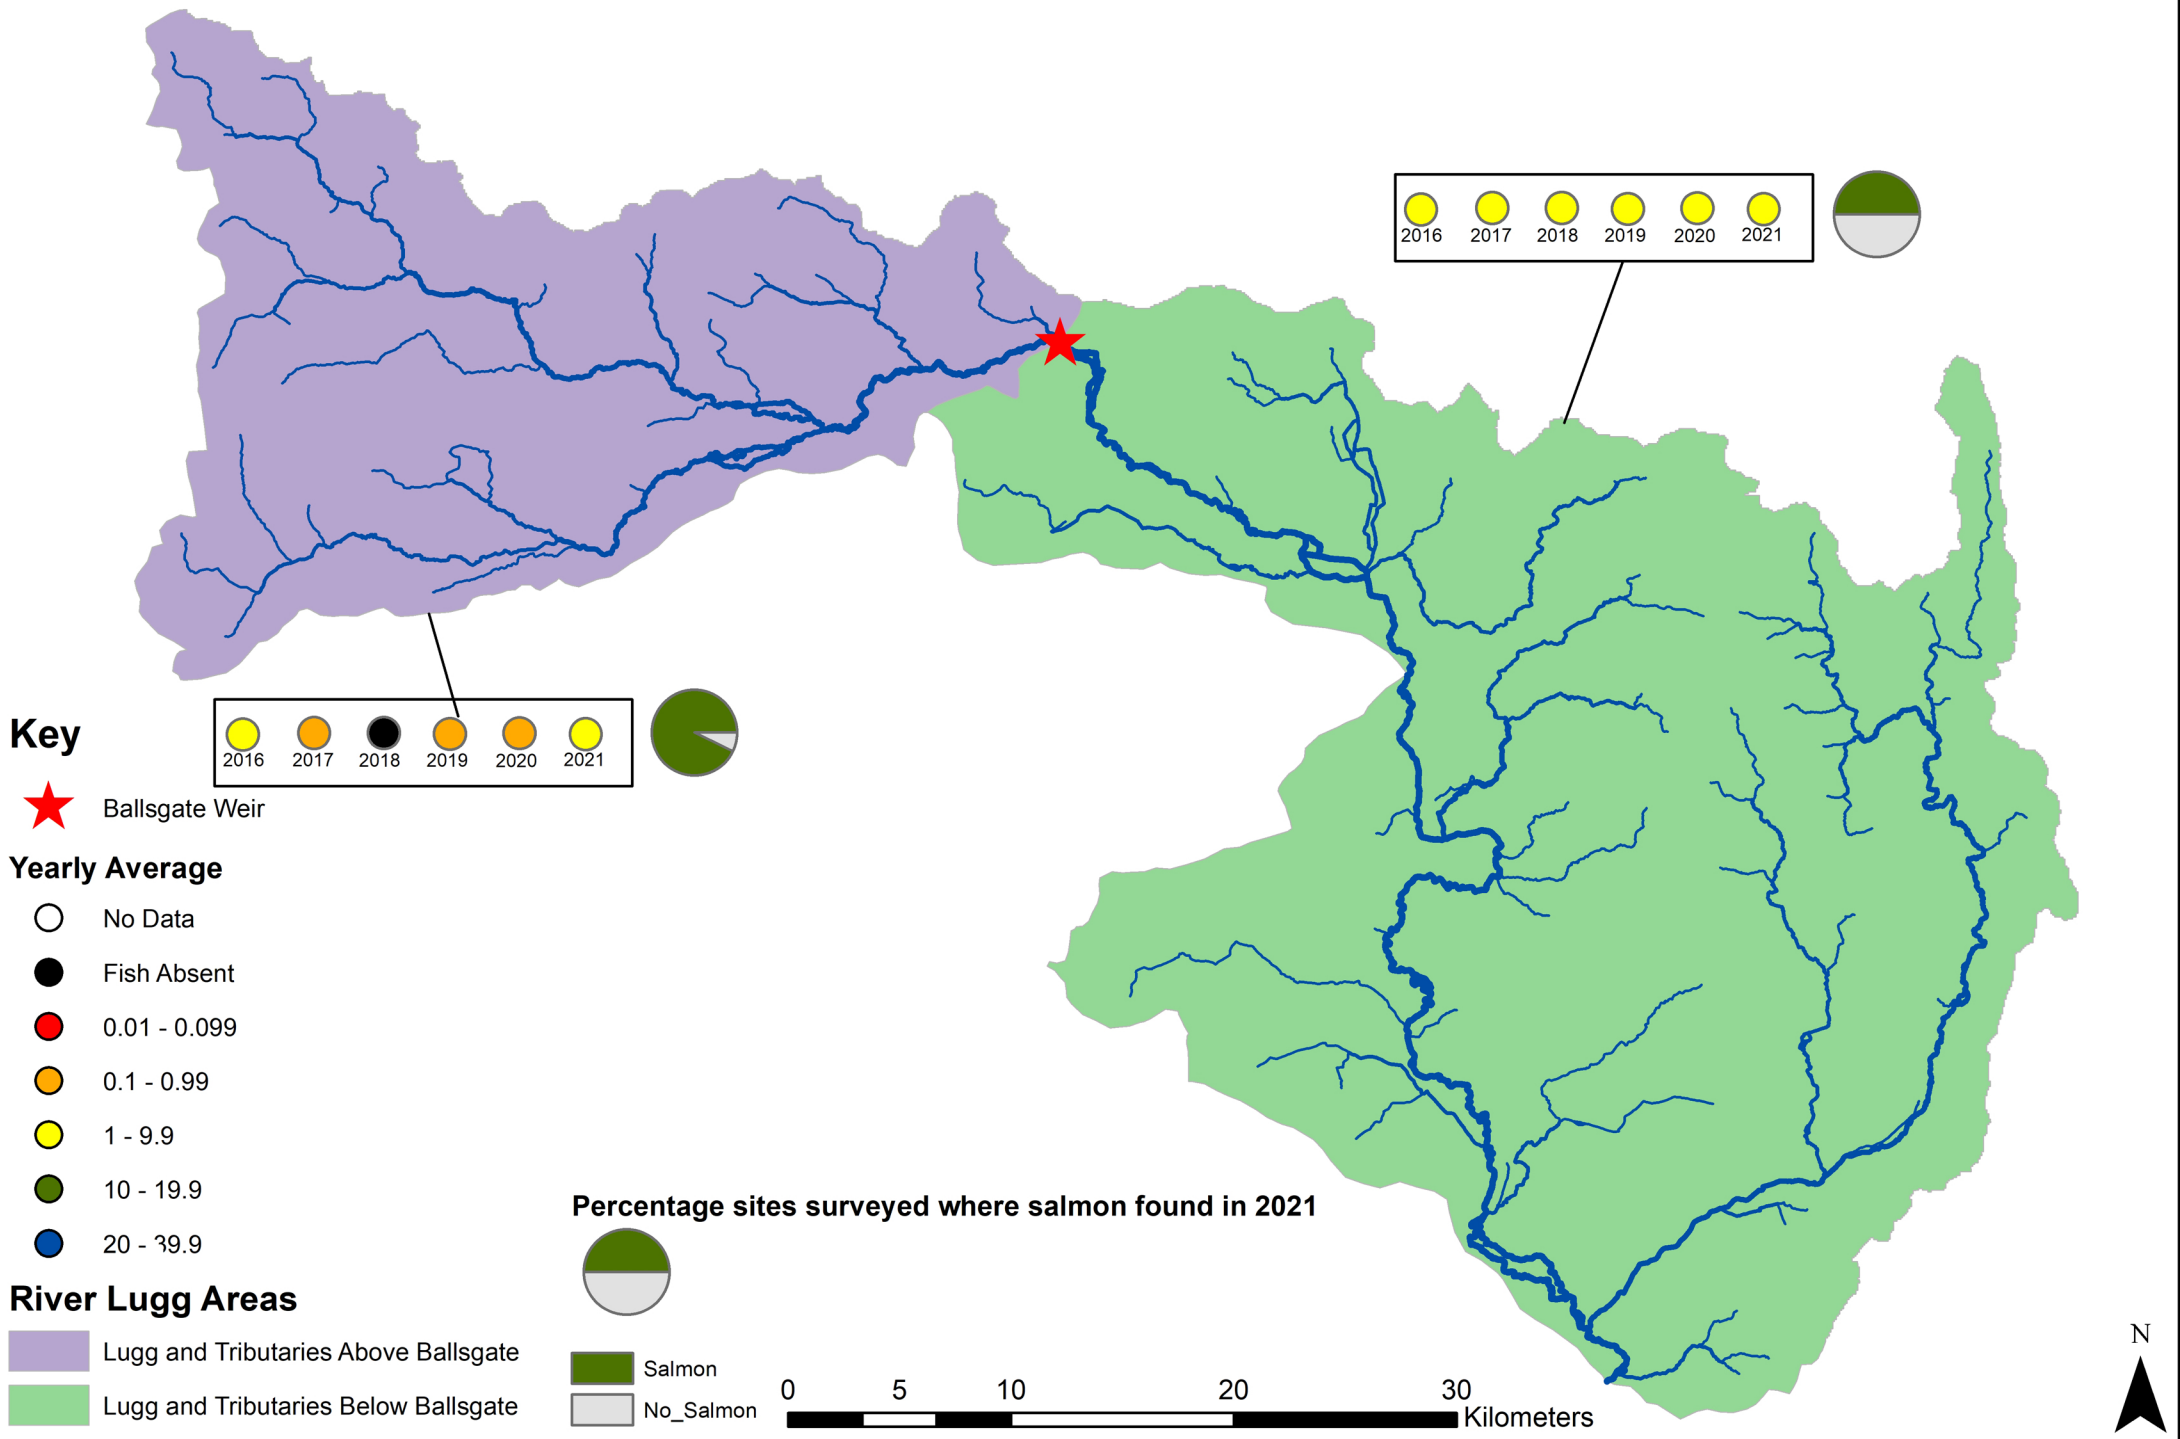 2016 2017 2018 2019 2020 2021
2016 2017 2018 2019 2020 2021
Key
Ballsgate Weir
Yearly Average
No Data
Fish Absent
0.01 - 0.099
0.1 - 0.99
1 - 9.9
10 - 19.9
20 - 39.9
River Lugg Areas
Lugg and Tributaries Above Ballsgate
Lugg and Tributaries Below Ballsgate
Percentage sites surveyed where salmon found in 2021
Salmon
No_Salmon
0 5 10 20 30
Kilometers
N